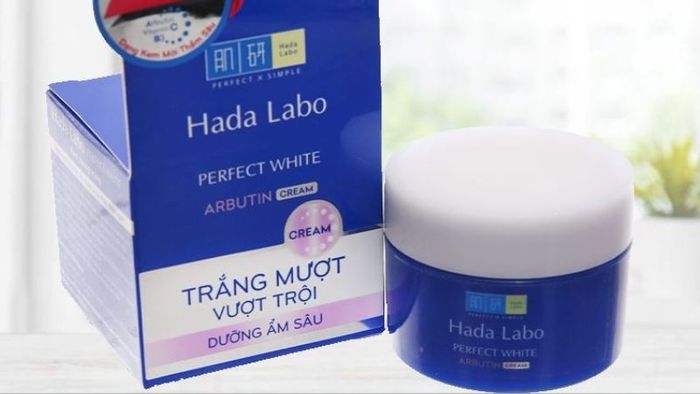 Arbutin
Vitamin C
B3
Dạng Kem Mới Thấm Sâu
肌研
Hada
Labo
PERFECT X SIMPLE
Hada Labo
PERFECT WHITE
ARBUTIN CREAM
CREAM
TRẮNG MƯỢT
VƯỢT TRỘI
DƯỠNG ẨM SÂU
肌研
Hada
Labo
PERFECT X SIMPLE
Hada Labo
PERFECT WHITE
ARBUTIN CREAM